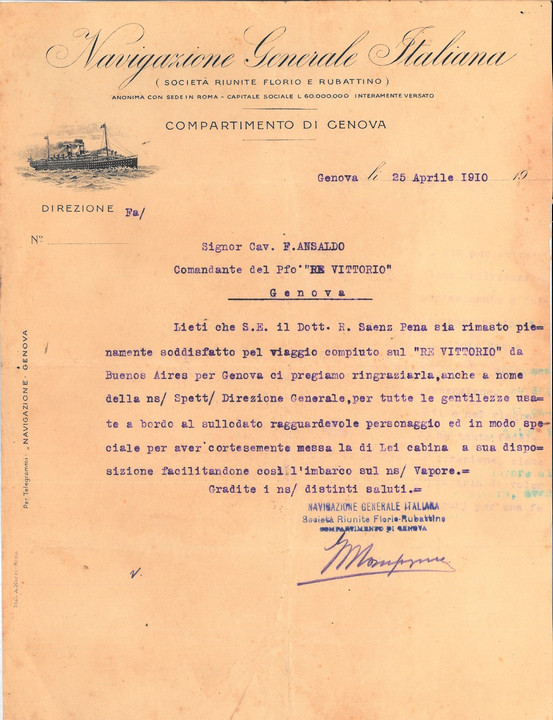 Navigazione Generale Italiana
(SOCIETÀ RIUNITE FLORIO E RUBATTINO)
ANONIMA CON SEDE IN ROMA - CAPITALE SOCIALE L. 60.000.000 INTERAMENTE VERSATO
COMPARTIMENTO DI GENOVA
Genova li 25 Aprile 1910 19
DIREZIONE Fa/
N°
Signor Cav. F.ANSALDO
Comandante del Pfo "RE VITTORIO"
Genova
Lieti che S.E. il Dott. R. Saenz Pena sia rimasto pie=
namente soddisfatto pel viaggio compiuto sul "RE VITTORIO" da
Buenos Aires per Genova ci pregiamo ringraziarla,anche a nome
della ns/ Spett/ Direzione Generale,per tutte le gentilezze usa=
te a bordo al sullodato ragguardevole personaggio ed in modo spe=
ciale per aver cortesemente messa la di Lei cabina a sua dispo=
sizione facilitandone così l'imbarco sul ns/ Vapore.=
Gradite i ns/ distinti saluti.=
NAVIGAZIONE GENERALE ITALIANA
Società Riunite Florio-Rubattino
COMPARTIMENTO DI GENOVA
v.
Per Telegrammi: "NAVIGAZIONE - GENOVA